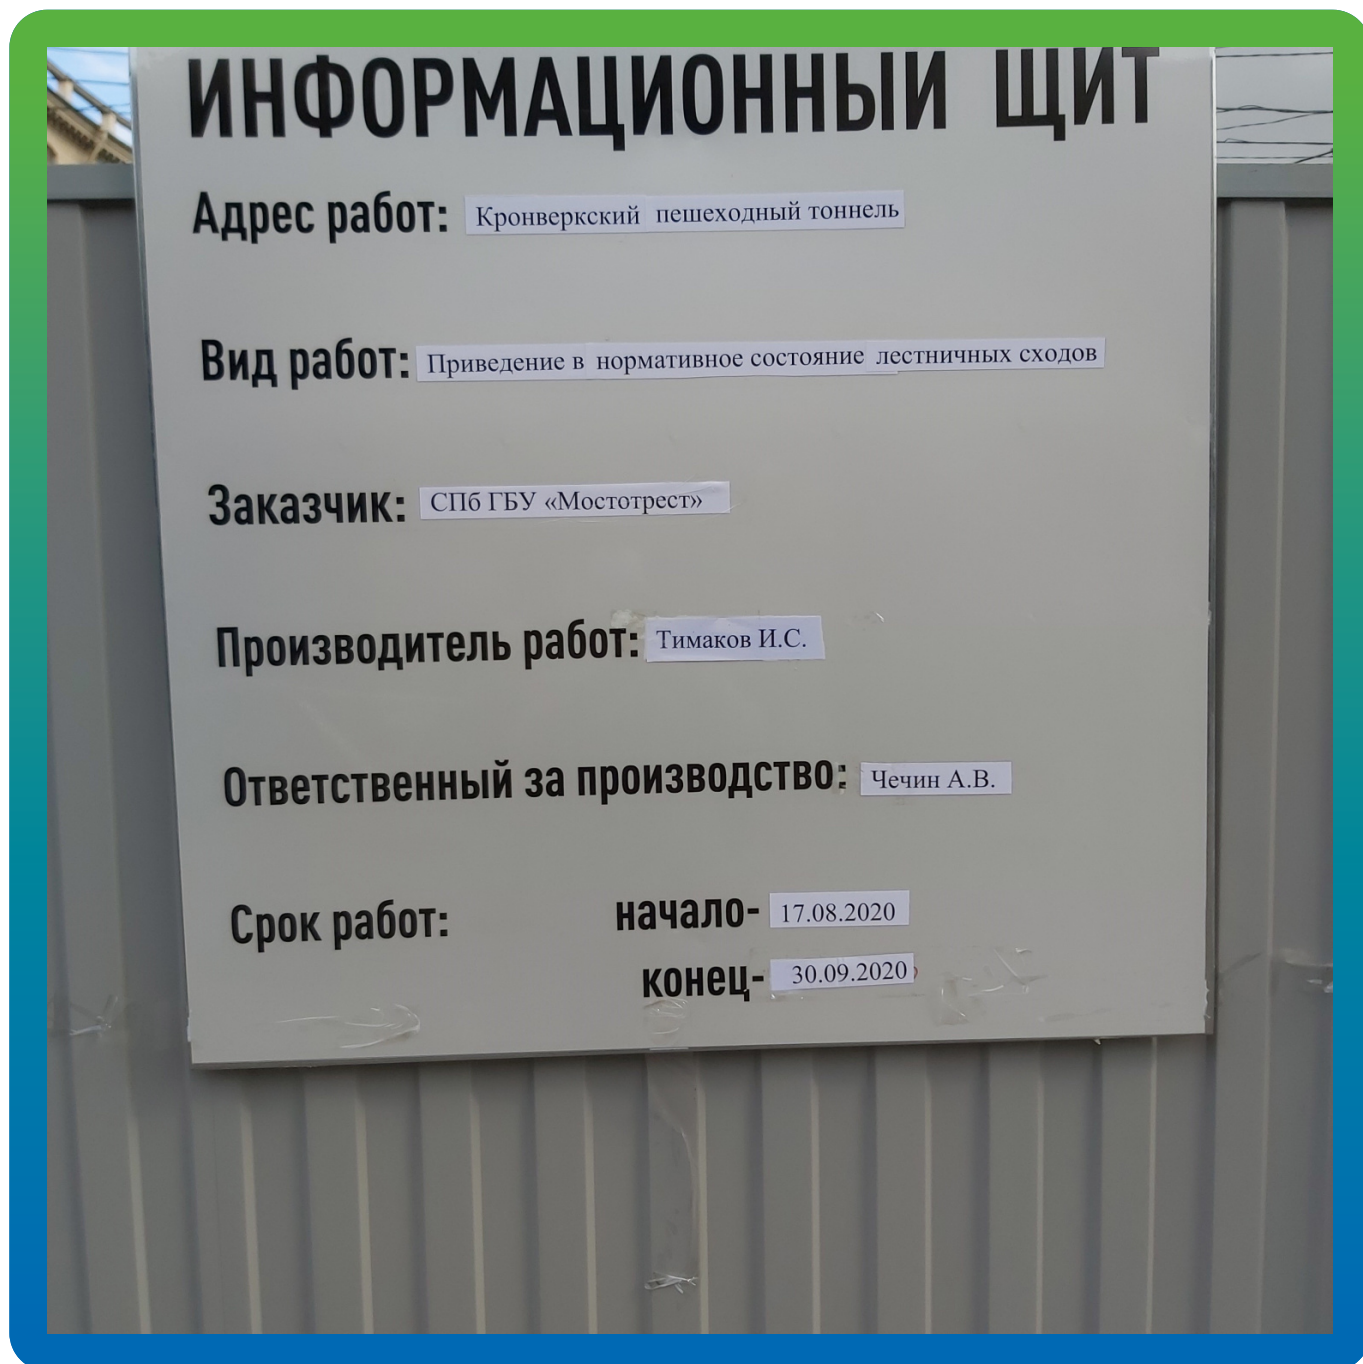 ИНФОРМАЦИОННЫЙ ЩИТ
Адрес работ: Кронверкский пешеходный тоннель
Вид работ: Приведение в нормативное состояние лестничных сходов
Заказчик: СПб ГБУ «Мостотрест»
Производитель работ: Тимаков И.С.
Ответственный за производство: Чечин А.В.
Срок работ: начало- 17.08.2020
конец- 30.09.2020